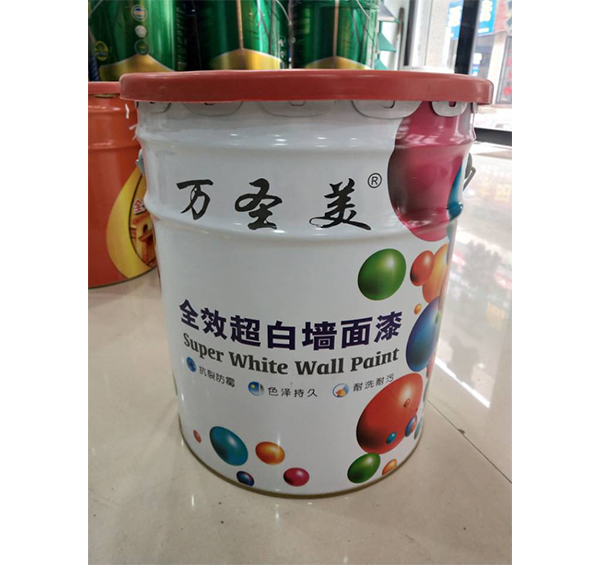 万圣美®
全效超白墙面漆
Super White Wall Paint
抗裂防霉 色泽持久 耐洗耐污